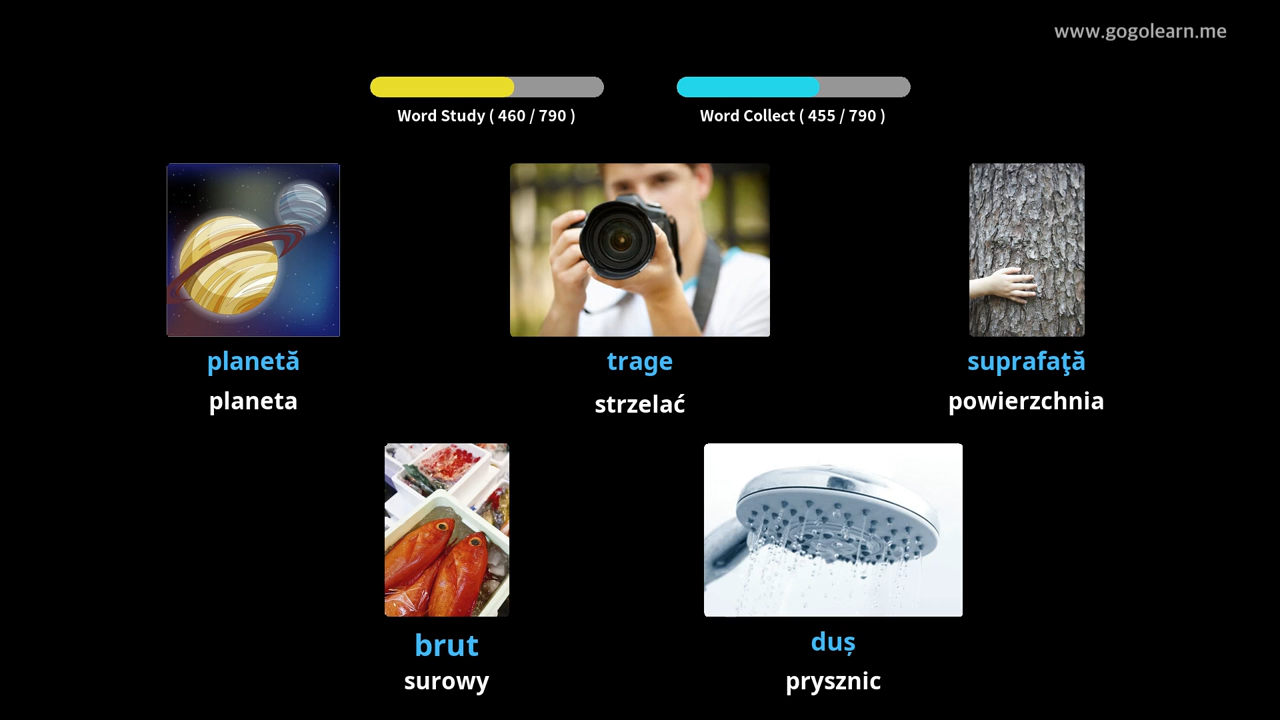 www.gogolearn.me
Word Study ( 460 / 790 )
Word Collect ( 455 / 790 )
planetă
planeta
trage
strzelać
suprafaţă
powierzchnia
brut
surowy
duș
prysznic